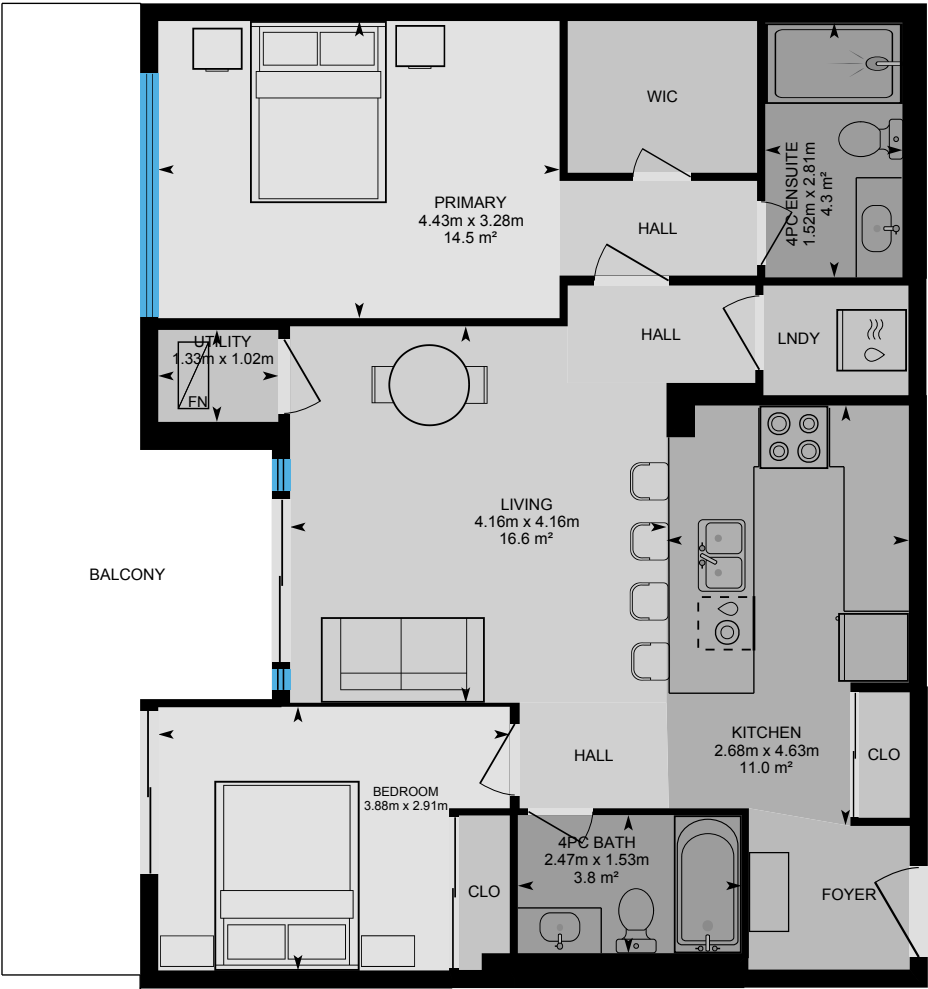 WIC
4PC ENSUITE
1.52m x 2.81m
4.3 m²
PRIMARY
4.43m x 3.28m
14.5 m²
HALL
UTILITY
1.33m x 1.02m
FN
HALL
LNDY
LIVING
4.16m x 4.16m
16.6 m²
BALCONY
KITCHEN
2.68m x 4.63m
11.0 m²
HALL
CLO
BEDROOM
3.88m x 2.91m
4PC BATH
2.47m x 1.53m
3.8 m²
CLO
FOYER